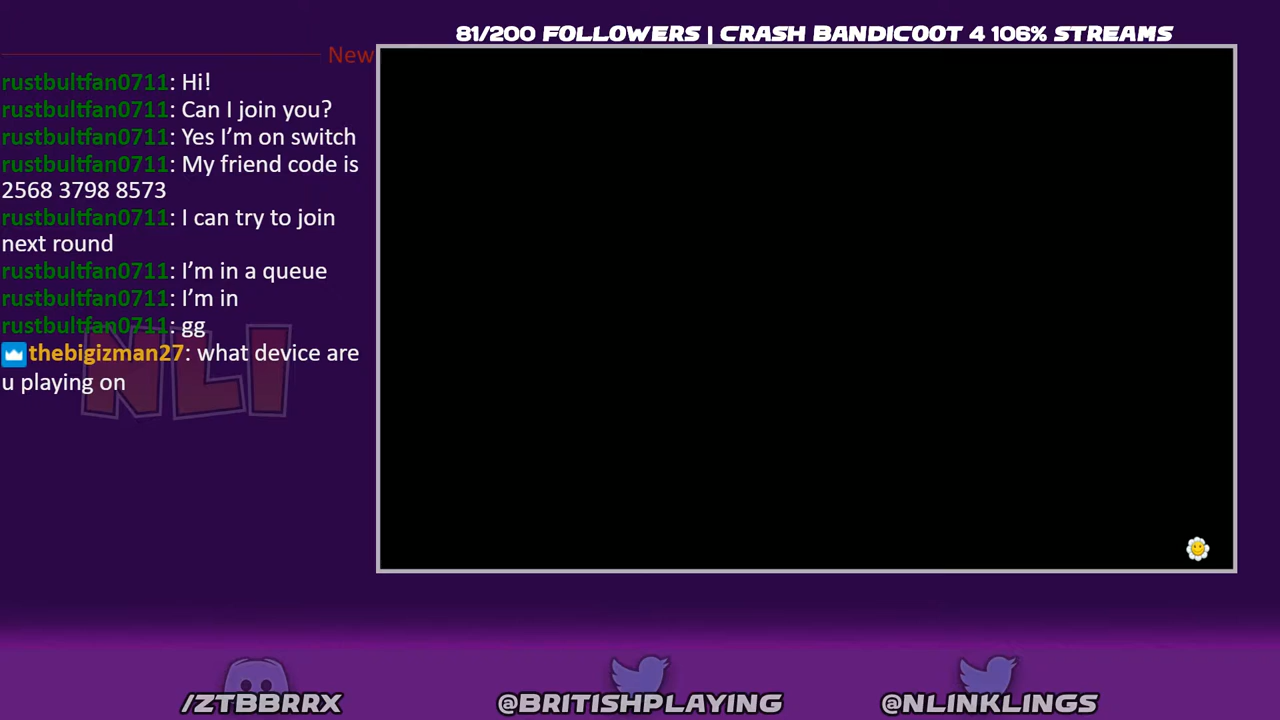 81/200 FOLLOWERS | CRASH BANDICOOT 4 106% STREAMS
New
rustbultfan0711: Hi!
rustbultfan0711: Can I join you?
rustbultfan0711: Yes I’m on switch
rustbultfan0711: My friend code is
2568 3798 8573
rustbultfan0711: I can try to join
next round
rustbultfan0711: I’m in a queue
rustbultfan0711: I’m in
rustbultfan0711: gg
thebigizman27: what device are
u playing on
NLI
/ZTBBRRX
@BRITISHPLAYING
@NLINKLINGS